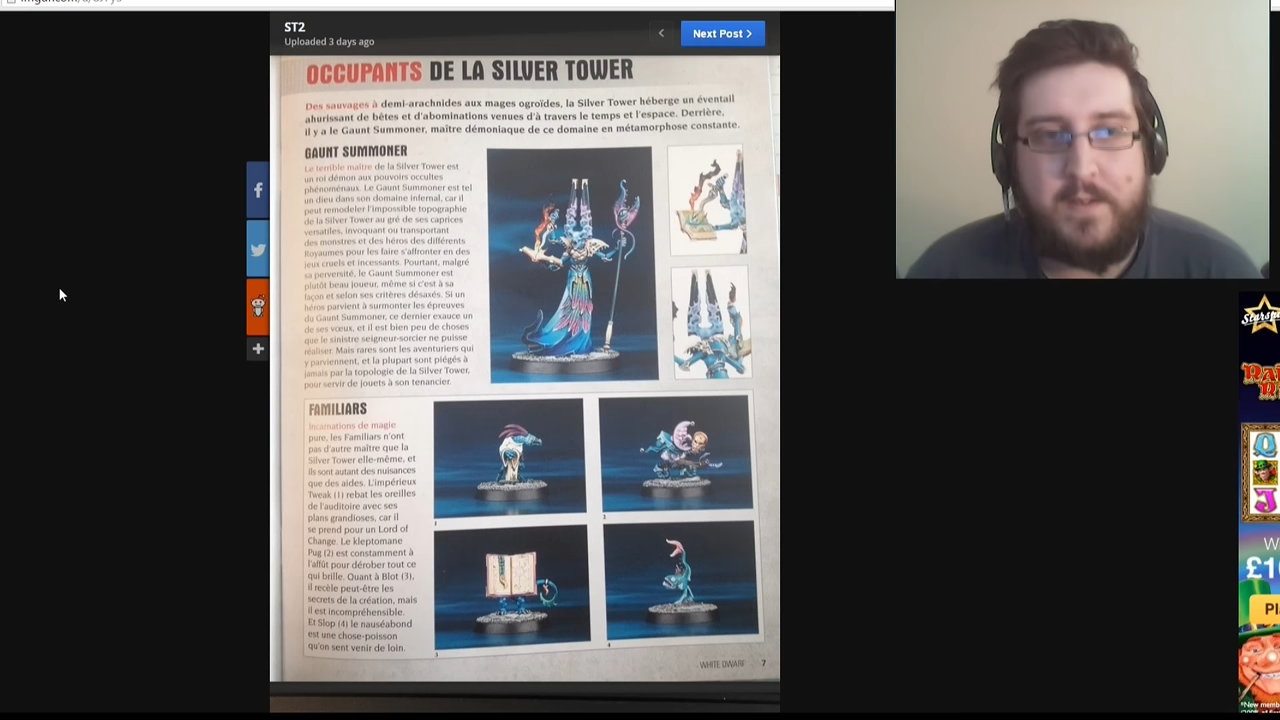 ST2
Uploaded 3 days ago
Next Post >
OCCUPANTS DE LA SILVER TOWER
Des sauvages à demi-arachnides aux mages ogroïdes, la Silver Tower héberge un éventail
ahurissant de bêtes et d'abominations venues d'à travers le temps et l'espace. Derrière,
il y a le Gaunt Summoner, maître démoniaque de ce domaine en métamorphose constante.
GAUNT SUMMONER
Le terrible maître de la Silver Tower est
un roi démon aux pouvoirs occultes
phénoménaux. Le Gaunt Summoner est tel
un dieu dans son domaine infernal, car il
peut remodeler l'impossible topographie
de la Silver Tower au gré de ses caprices
versatiles, invoquant ou transportant
des monstres et des héros des différents
Royaumes pour les faire s'affronter en des
jeux cruels et incessants. Pourtant, malgré
sa perversité, le Gaunt Summoner est
plutôt beau joueur, même si c'est à sa
façon et selon ses critères désaxés. Si un
héros parvient à surmonter les épreuves
du Gaunt Summoner, ce dernier exauce un
de ses vœux, et il est bien peu de choses
que le sinistre seigneur-sorcier ne puisse
réaliser. Mais rares sont les aventuriers qui
y parviennent, et la plupart sont piégés à
jamais par la topologie de la Silver Tower,
pour servir de jouets à son tenancier.
FAMILIARS
Incarnations de magie
pure, les Familiars n'ont
pas d'autre maître que la
Silver Tower elle-même, et
ils sont autant des nuisances
que des aides. L'impérieux
Tweak (1) rebat les oreilles
de l'auditoire avec ses
plans grandioses, car il
se prend pour un Lord of
Change. Le kleptomane
Pug (2) est constamment à
l'affût pour dérober tout ce
qui brille. Quant à Blot (3),
il recèle peut-être les
secrets de la création, mais
il est incompréhensible.
Et Slop (4) le nauséabond
est une chose-poisson
qu'on sent venir de loin.
1
2
3
4
WHITE DWARF 7
Q
J
W
£1
Pl
*New memb